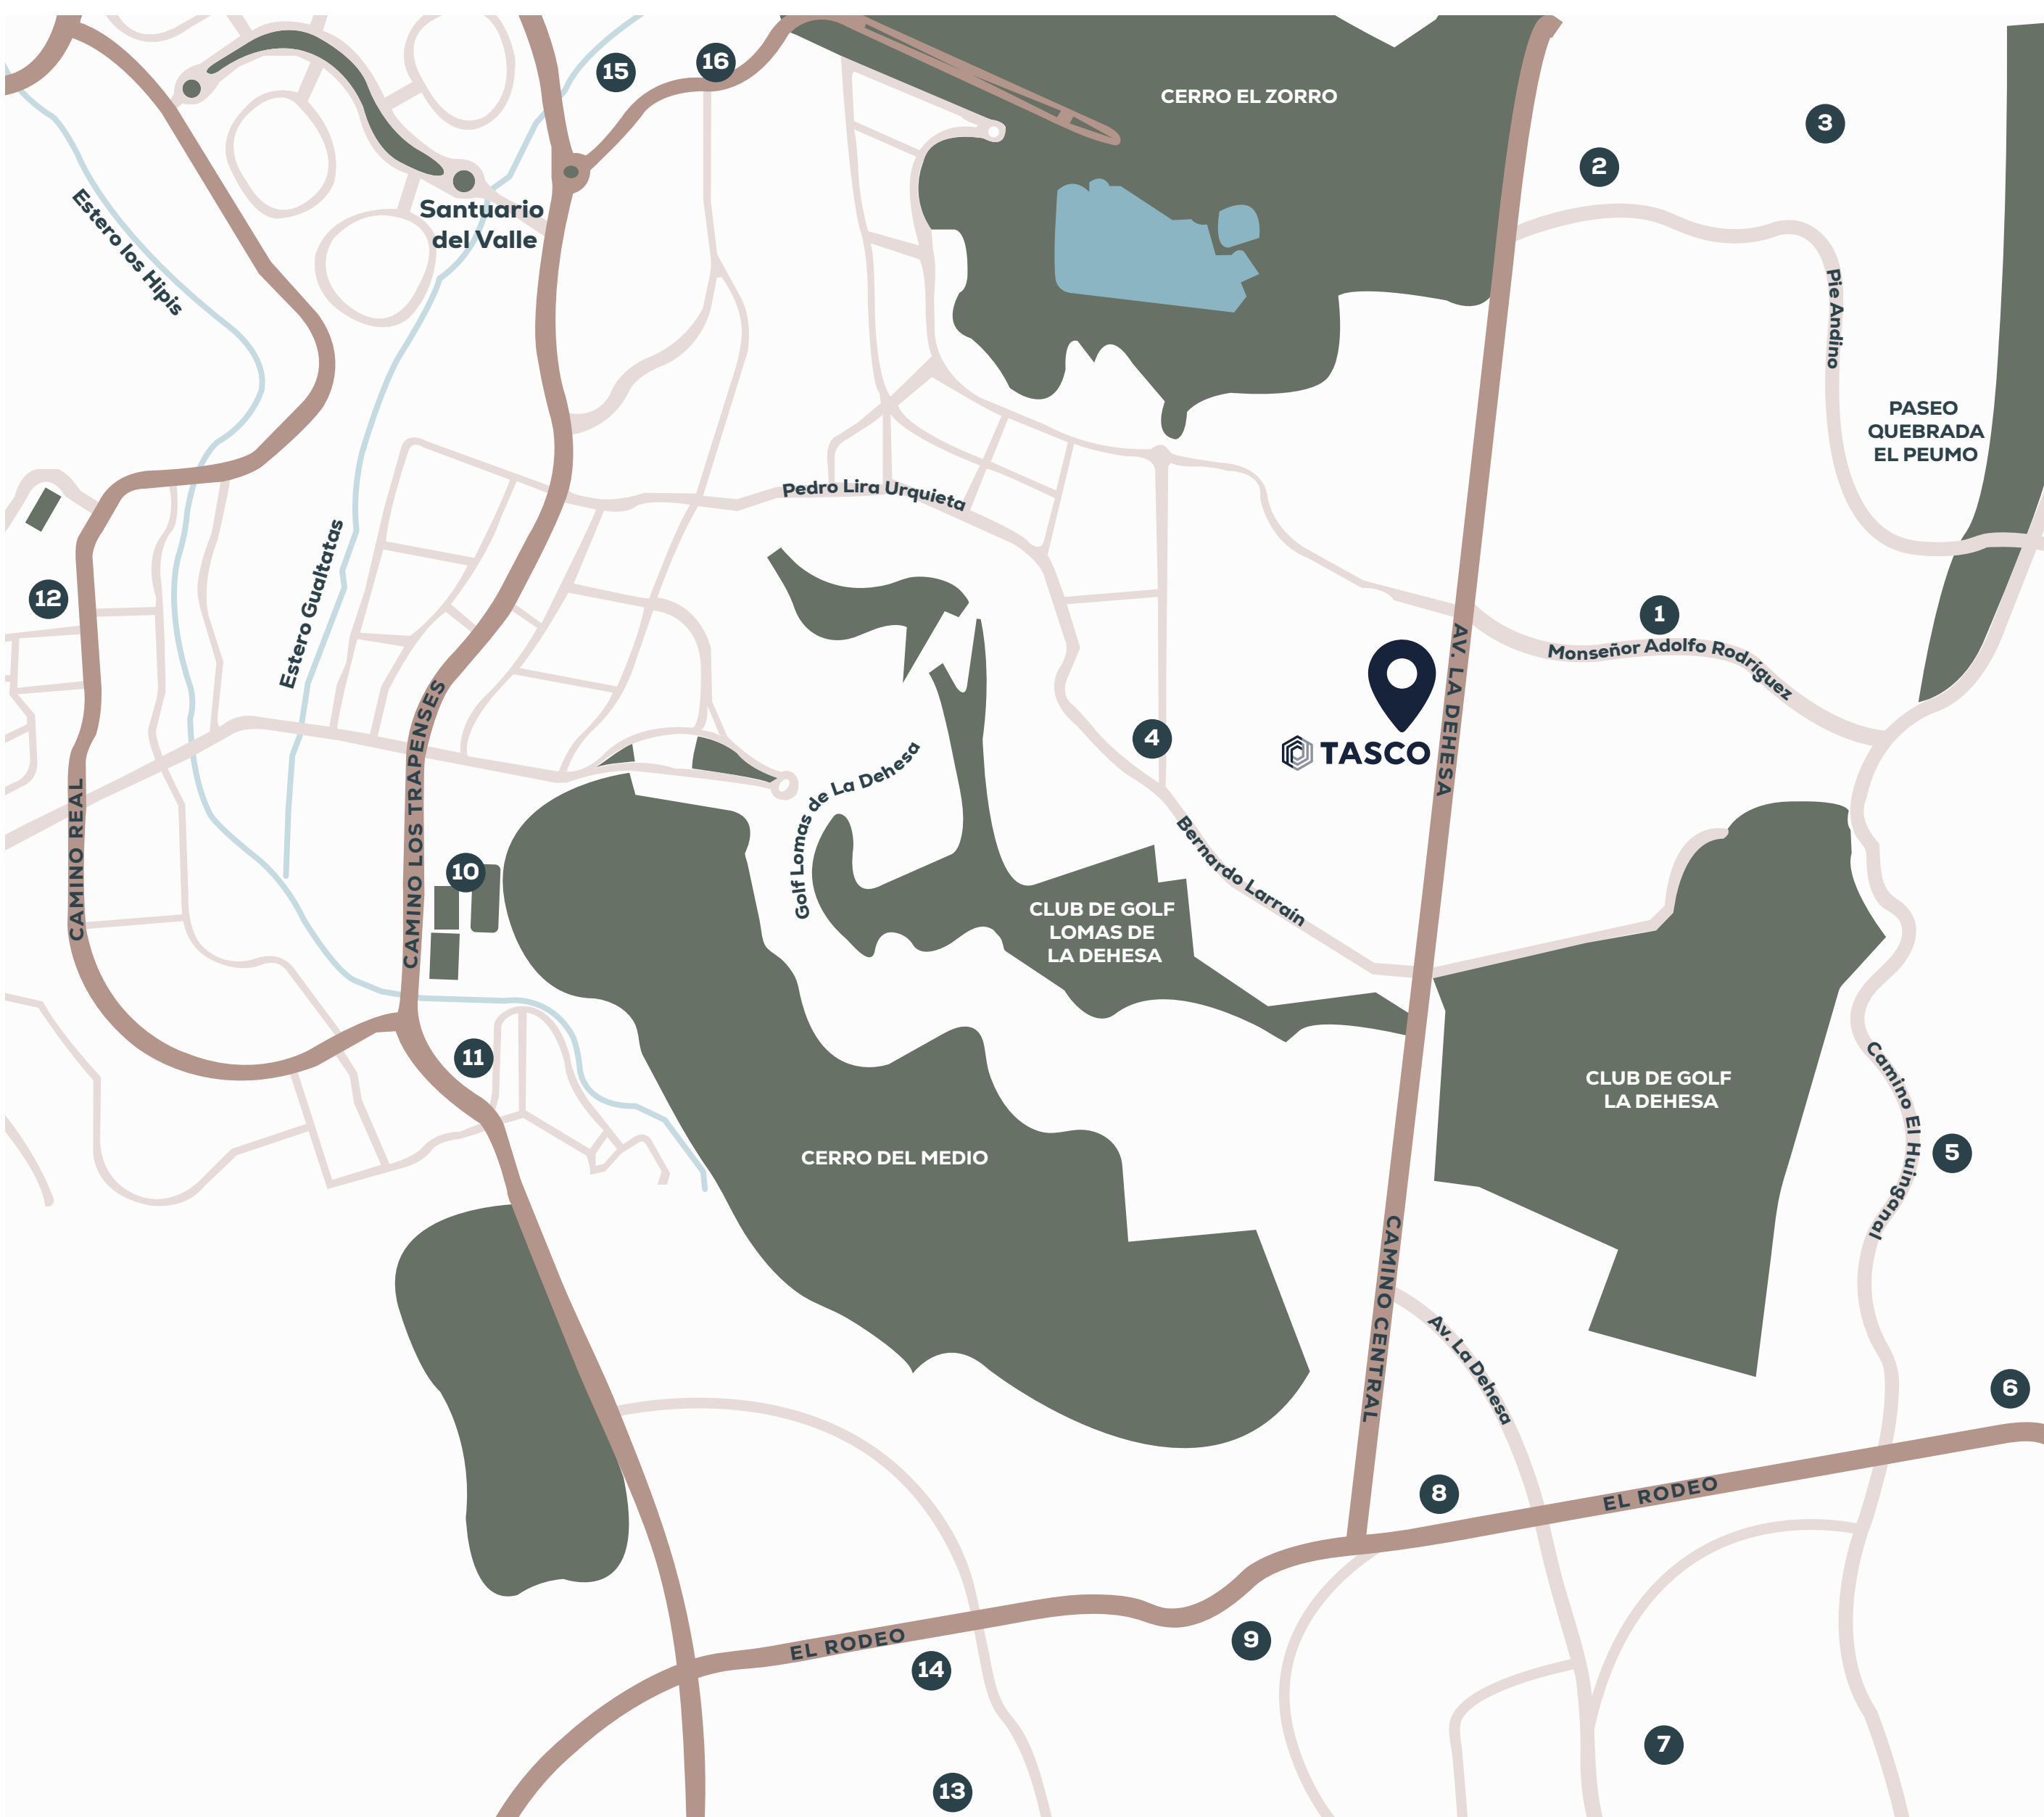 15
16
CERRO EL ZORRO
3
2
Santuario
del Valle
Estero los Hipis
Pie Andino
PASEO
QUEBRADA
EL PEUMO
Pedro Lira Urquieta
Estero Gualtatas
12
1
Monseñor Adolfo Rodríguez
AV. LA DEHESA
TASCO
4
CAMINO LOS TRAPENSES
CAMINO REAL
Golf Lomas de La Dehesa
10
Bernardo Larraín
CLUB DE GOLF
LOMAS DE
LA DEHESA
11
CLUB DE GOLF
LA DEHESA
Camino El Huinganal
5
CERRO DEL MEDIO
CAMINO CENTRAL
Av. La Dehesa
6
8
EL RODEO
EL RODEO
9
14
7
13